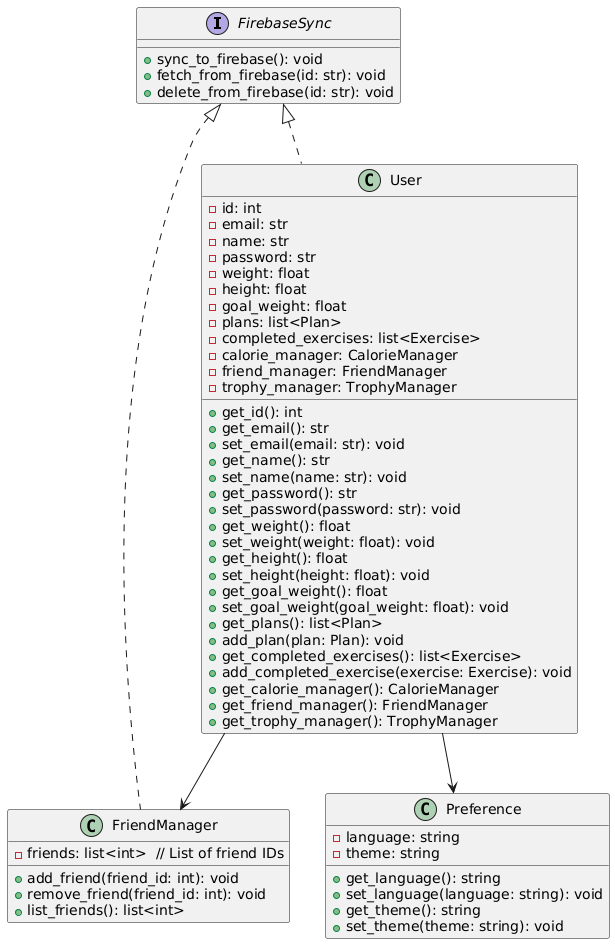 I FirebaseSync
sync_to_firebase(): void
fetch_from_firebase(id: str): void
delete_from_firebase(id: str): void
C User
id: int
email: str
name: str
password: str
weight: float
height: float
goal_weight: float
plans: list<Plan>
completed_exercises: list<Exercise>
calorie_manager: CalorieManager
friend_manager: FriendManager
trophy_manager: TrophyManager
get_id(): int
get_email(): str
set_email(email: str): void
get_name(): str
set_name(name: str): void
get_password(): str
set_password(password: str): void
get_weight(): float
set_weight(weight: float): void
get_height(): float
set_height(height: float): void
get_goal_weight(): float
set_goal_weight(goal_weight: float): void
get_plans(): list<Plan>
add_plan(plan: Plan): void
get_completed_exercises(): list<Exercise>
add_completed_exercise(exercise: Exercise): void
get_calorie_manager(): CalorieManager
get_friend_manager(): FriendManager
get_trophy_manager(): TrophyManager
C FriendManager
friends: list<int>  // List of friend IDs
add_friend(friend_id: int): void
remove_friend(friend_id: int): void
list_friends(): list<int>
C Preference
language: string
theme: string
get_language(): string
set_language(language: string): void
get_theme(): string
set_theme(theme: string): void